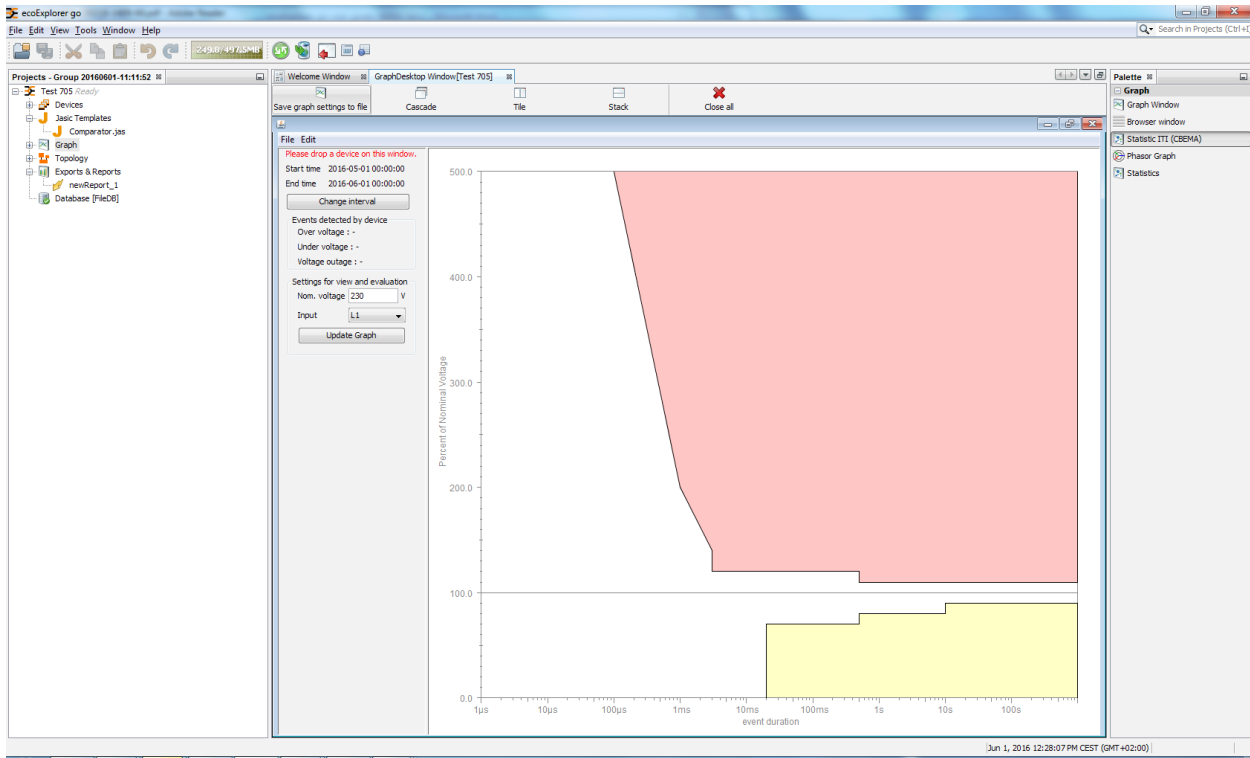 ecoExplorer go
File Edit View Tools Window Help
Search in Projects (Ctrl+I)
249,8/497,5MB
Projects - Group 20160601-11:11:52
Test 705 Ready
Devices
Jasic Templates
Comparator.jas
Graph
Topology
Exports & Reports
newReport_1
Database [FileDB]
Welcome Window
GraphDesktop Window[Test 705]
Save graph settings to file
Cascade
Tile
Stack
Close all
File Edit
Please drop a device on this window.
Start time 2016-05-01 00:00:00
End time 2016-06-01 00:00:00
Change interval
Events detected by device
Over voltage : -
Under voltage : -
Voltage outage : -
Settings for view and evaluation
Nom. voltage 230 V
Input L1
Update Graph
Percent of Nominal Voltage
500.0
400.0
300.0
200.0
100.0
0.0
1µs 10µs 100µs 1ms 10ms 100ms 1s 10s 100s
event duration
Palette
Graph
Graph Window
Browser window
Statistic ITI (CBEMA)
Phasor Graph
Statistics
Jun 1, 2016 12:28:07 PM CEST (GMT+02:00)